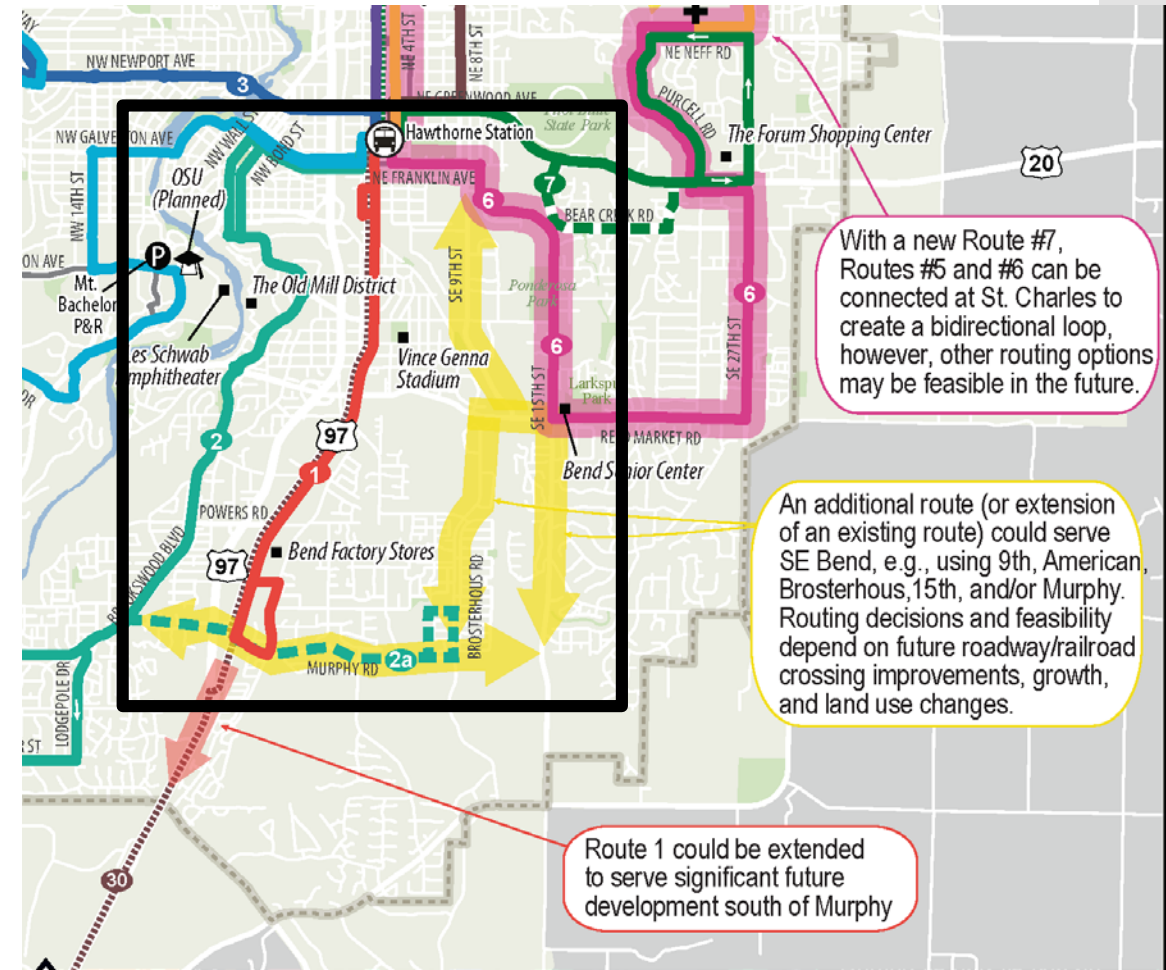 NW NEWPORT AVE
3
NE 4TH ST
NE 8TH ST
NE NEFF RD
PURCELL RD
The Forum Shopping Center
20
NE GREENWOOD AVE
State Park
NW GALVESTON AVE
NW WALL ST
NW BOND ST
Hawthorne Station
NE FRANKLIN AVE
OSU
(Planned)
NW 14TH ST
7
6
BEAR CREEK RD
ON AVE
P
Mt.
Bachelor
P&R
The Old Mill District
SE 9TH ST
Ponderosa
Park
6
6
SE 27TH ST
With a new Route #7,
Routes #5 and #6 can be
connected at St. Charles to
create a bidirectional loop,
however, other routing options
may be feasible in the future.
Les Schwab
Amphitheater
Vince Genna
Stadium
OR
SE 15TH ST
Larkspur
Park
REED MARKET RD
Bend Senior Center
2
97
1
POWERS RD
97
Bend Factory Stores
BROOKSWOOD BLVD
BROSTERHOUS RD
An additional route (or extension
of an existing route) could serve
SE Bend, e.g., using 9th, American,
Brosterhous,15th, and/or Murphy.
Routing decisions and feasibility
depend on future roadway/railroad
crossing improvements, growth,
and land use changes.
MURPHY RD
2a
LODGEPOLE DR
R ST
Route 1 could be extended
to serve significant future
development south of Murphy
30